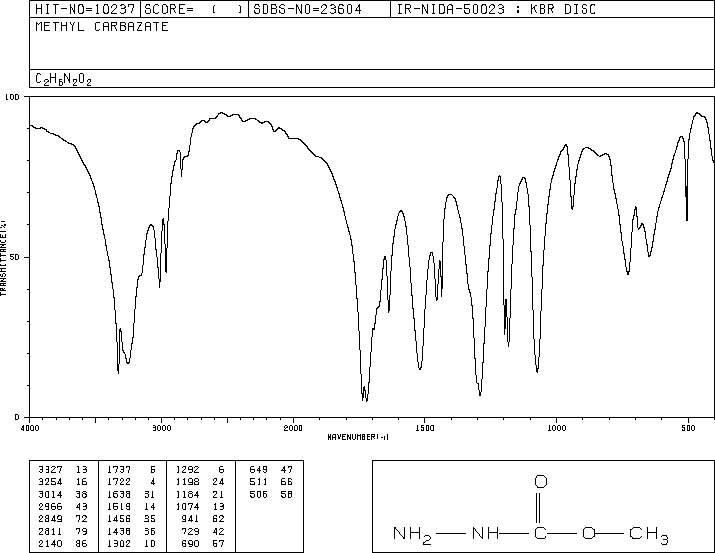 HIT-NO=10237 SCORE= ( ) SDBS-NO=23604 IR-NIDA-50023 : KBR DISC
METHYL CARBAZATE
C2H6N2O2
100
50
0
TRANSMITTANCE(%)
4000 3000 2000 1500 1000 500
WAVENUMBER(-1)
3327 13 1737 5 1292 6 649 47
3254 16 1722 4 1198 24 511 66
3014 38 1638 31 1184 21 506 58
2966 43 1519 14 1074 13
2849 72 1456 35 941 62
2811 79 1438 36 729 42
2140 86 1302 10 690 57
O
NH2 NH C O CH3